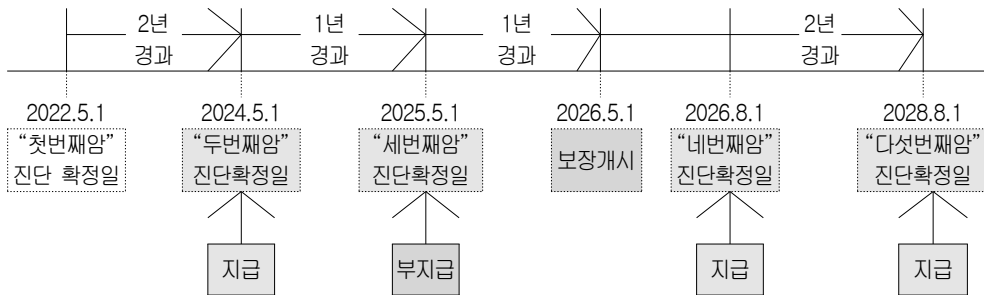 2년
경과
1년
경과
1년
경과
2년
경과
2022.5.1
2024.5.1
2025.5.1
2026.5.1
2026.8.1
2028.8.1
“첫번째암”
진단 확정일
“두번째암”
진단확정일
“세번째암”
진단확정일
보장개시
“네번째암”
진단확정일
“다섯번째암”
진단확정일
지급
부지급
지급
지급